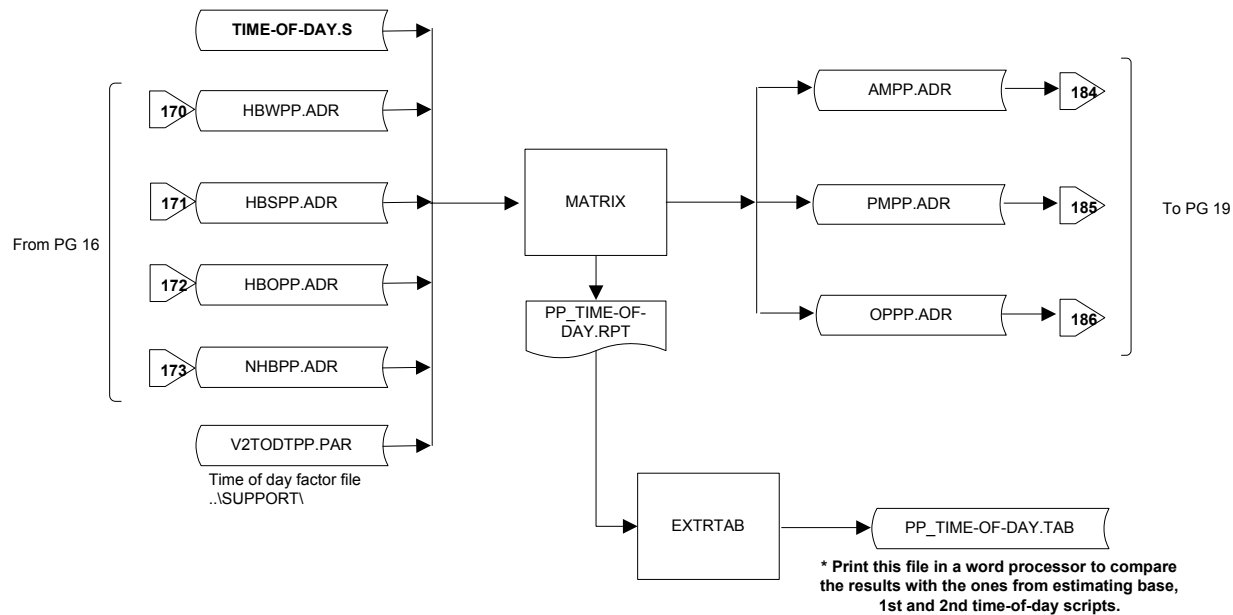 TIME-OF-DAY.S
From PG 16
170
HBWPP.ADR
171
HBSPP.ADR
172
HBOPP.ADR
173
NHBPP.ADR
V2TODTPP.PAR
Time of day factor file
..\SUPPORT\
MATRIX
PP_TIME-OF-
DAY.RPT
AMPP.ADR
184
PMPP.ADR
185
OPPP.ADR
186
To PG 19
EXTRTAB
PP_TIME-OF-DAY.TAB
* Print this file in a word processor to compare
the results with the ones from estimating base,
1st and 2nd time-of-day scripts.